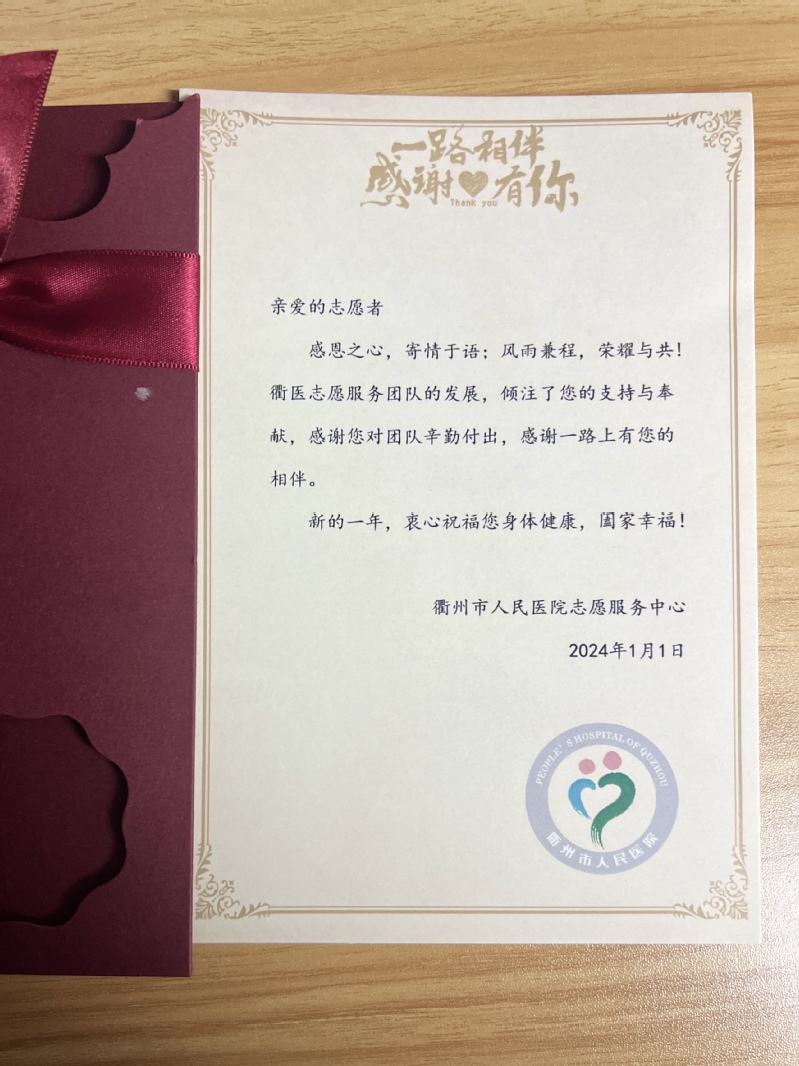 一路相伴
感谢有你
Thank you
亲爱的志愿者
感恩之心，寄情于语；风雨兼程，荣耀与共！
衢医志愿服务团队的发展，倾注了您的支持与奉
献，感谢您对团队辛勤付出，感谢一路上有您的
相伴。
新的一年，衷心祝福您身体健康，阖家幸福！
衢州市人民医院志愿服务中心
2024年1月1日
PEOPLE'S HOSPITAL OF QUZHOU
衢州市人民医院